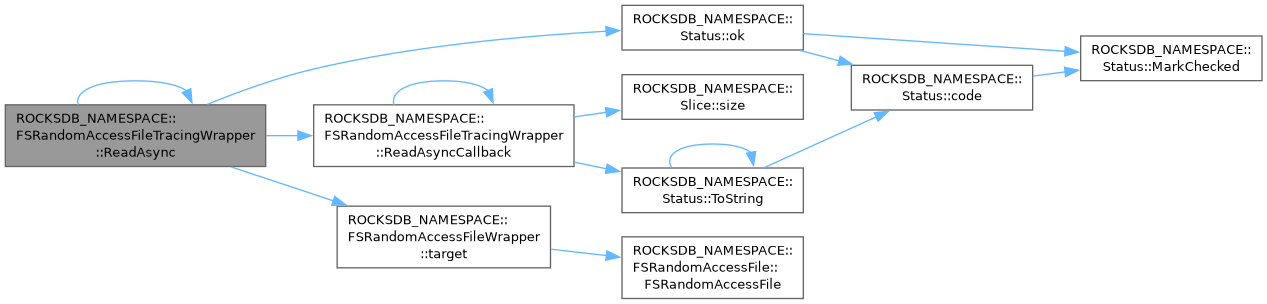 ROCKSDB_NAMESPACE::
FSRandomAccessFileTracingWrapper
::ReadAsync
ROCKSDB_NAMESPACE::
Status::ok
ROCKSDB_NAMESPACE::
FSRandomAccessFileTracingWrapper
::ReadAsyncCallback
ROCKSDB_NAMESPACE::
FSRandomAccessFileWrapper
::target
ROCKSDB_NAMESPACE::
Slice::size
ROCKSDB_NAMESPACE::
Status::ToString
ROCKSDB_NAMESPACE::
FSRandomAccessFile::
FSRandomAccessFile
ROCKSDB_NAMESPACE::
Status::code
ROCKSDB_NAMESPACE::
Status::MarkChecked